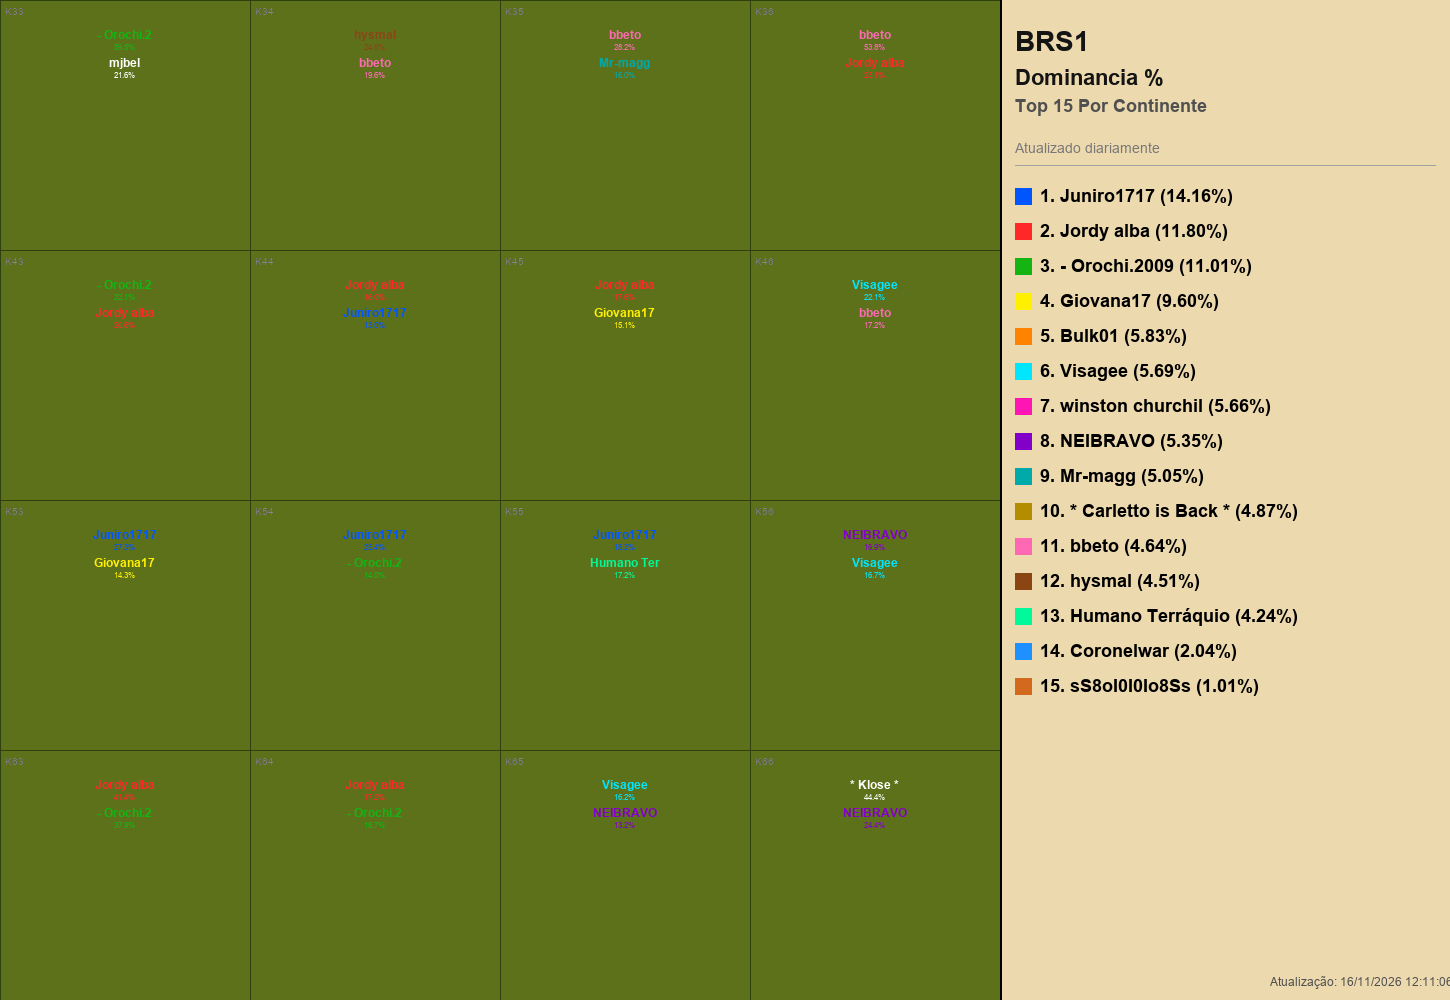 K33
- Orochi.2
mjbel
21.6%
K34
hysmal
bbeto
19.6%
K35
bbeto
28.2%
Mr-magg
K36
bbeto
53.8%
Jordy alba
K43
- Orochi.2
Jordy alba
K44
Jordy alba
Juniro1717
K45
Jordy alba
Giovana17
15.1%
K46
Visagee
22.1%
bbeto
17.2%
K53
Juniro1717
Giovana17
14.3%
K54
Juniro1717
- Orochi.2
K55
Juniro1717
Humano Ter
17.2%
K56
NEIBRAVO
Visagee
16.7%
K63
Jordy alba
- Orochi.2
K64
Jordy alba
- Orochi.2
K65
Visagee
16.2%
NEIBRAVO
K66
* Klose *
44.4%
NEIBRAVO
BRS1
Dominancia %
Top 15 Por Continente
Atualizado diariamente
1. Juniro1717 (14.16%)
2. Jordy alba (11.80%)
3. - Orochi.2009 (11.01%)
4. Giovana17 (9.60%)
5. Bulk01 (5.83%)
6. Visagee (5.69%)
7. winston churchil (5.66%)
8. NEIBRAVO (5.35%)
9. Mr-magg (5.05%)
10. * Carletto is Back * (4.87%)
11. bbeto (4.64%)
12. hysmal (4.51%)
13. Humano Terráquio (4.24%)
14. Coronelwar (2.04%)
15. sS8ol0l0lo8Ss (1.01%)
Atualização: 16/11/2026 12:11:06